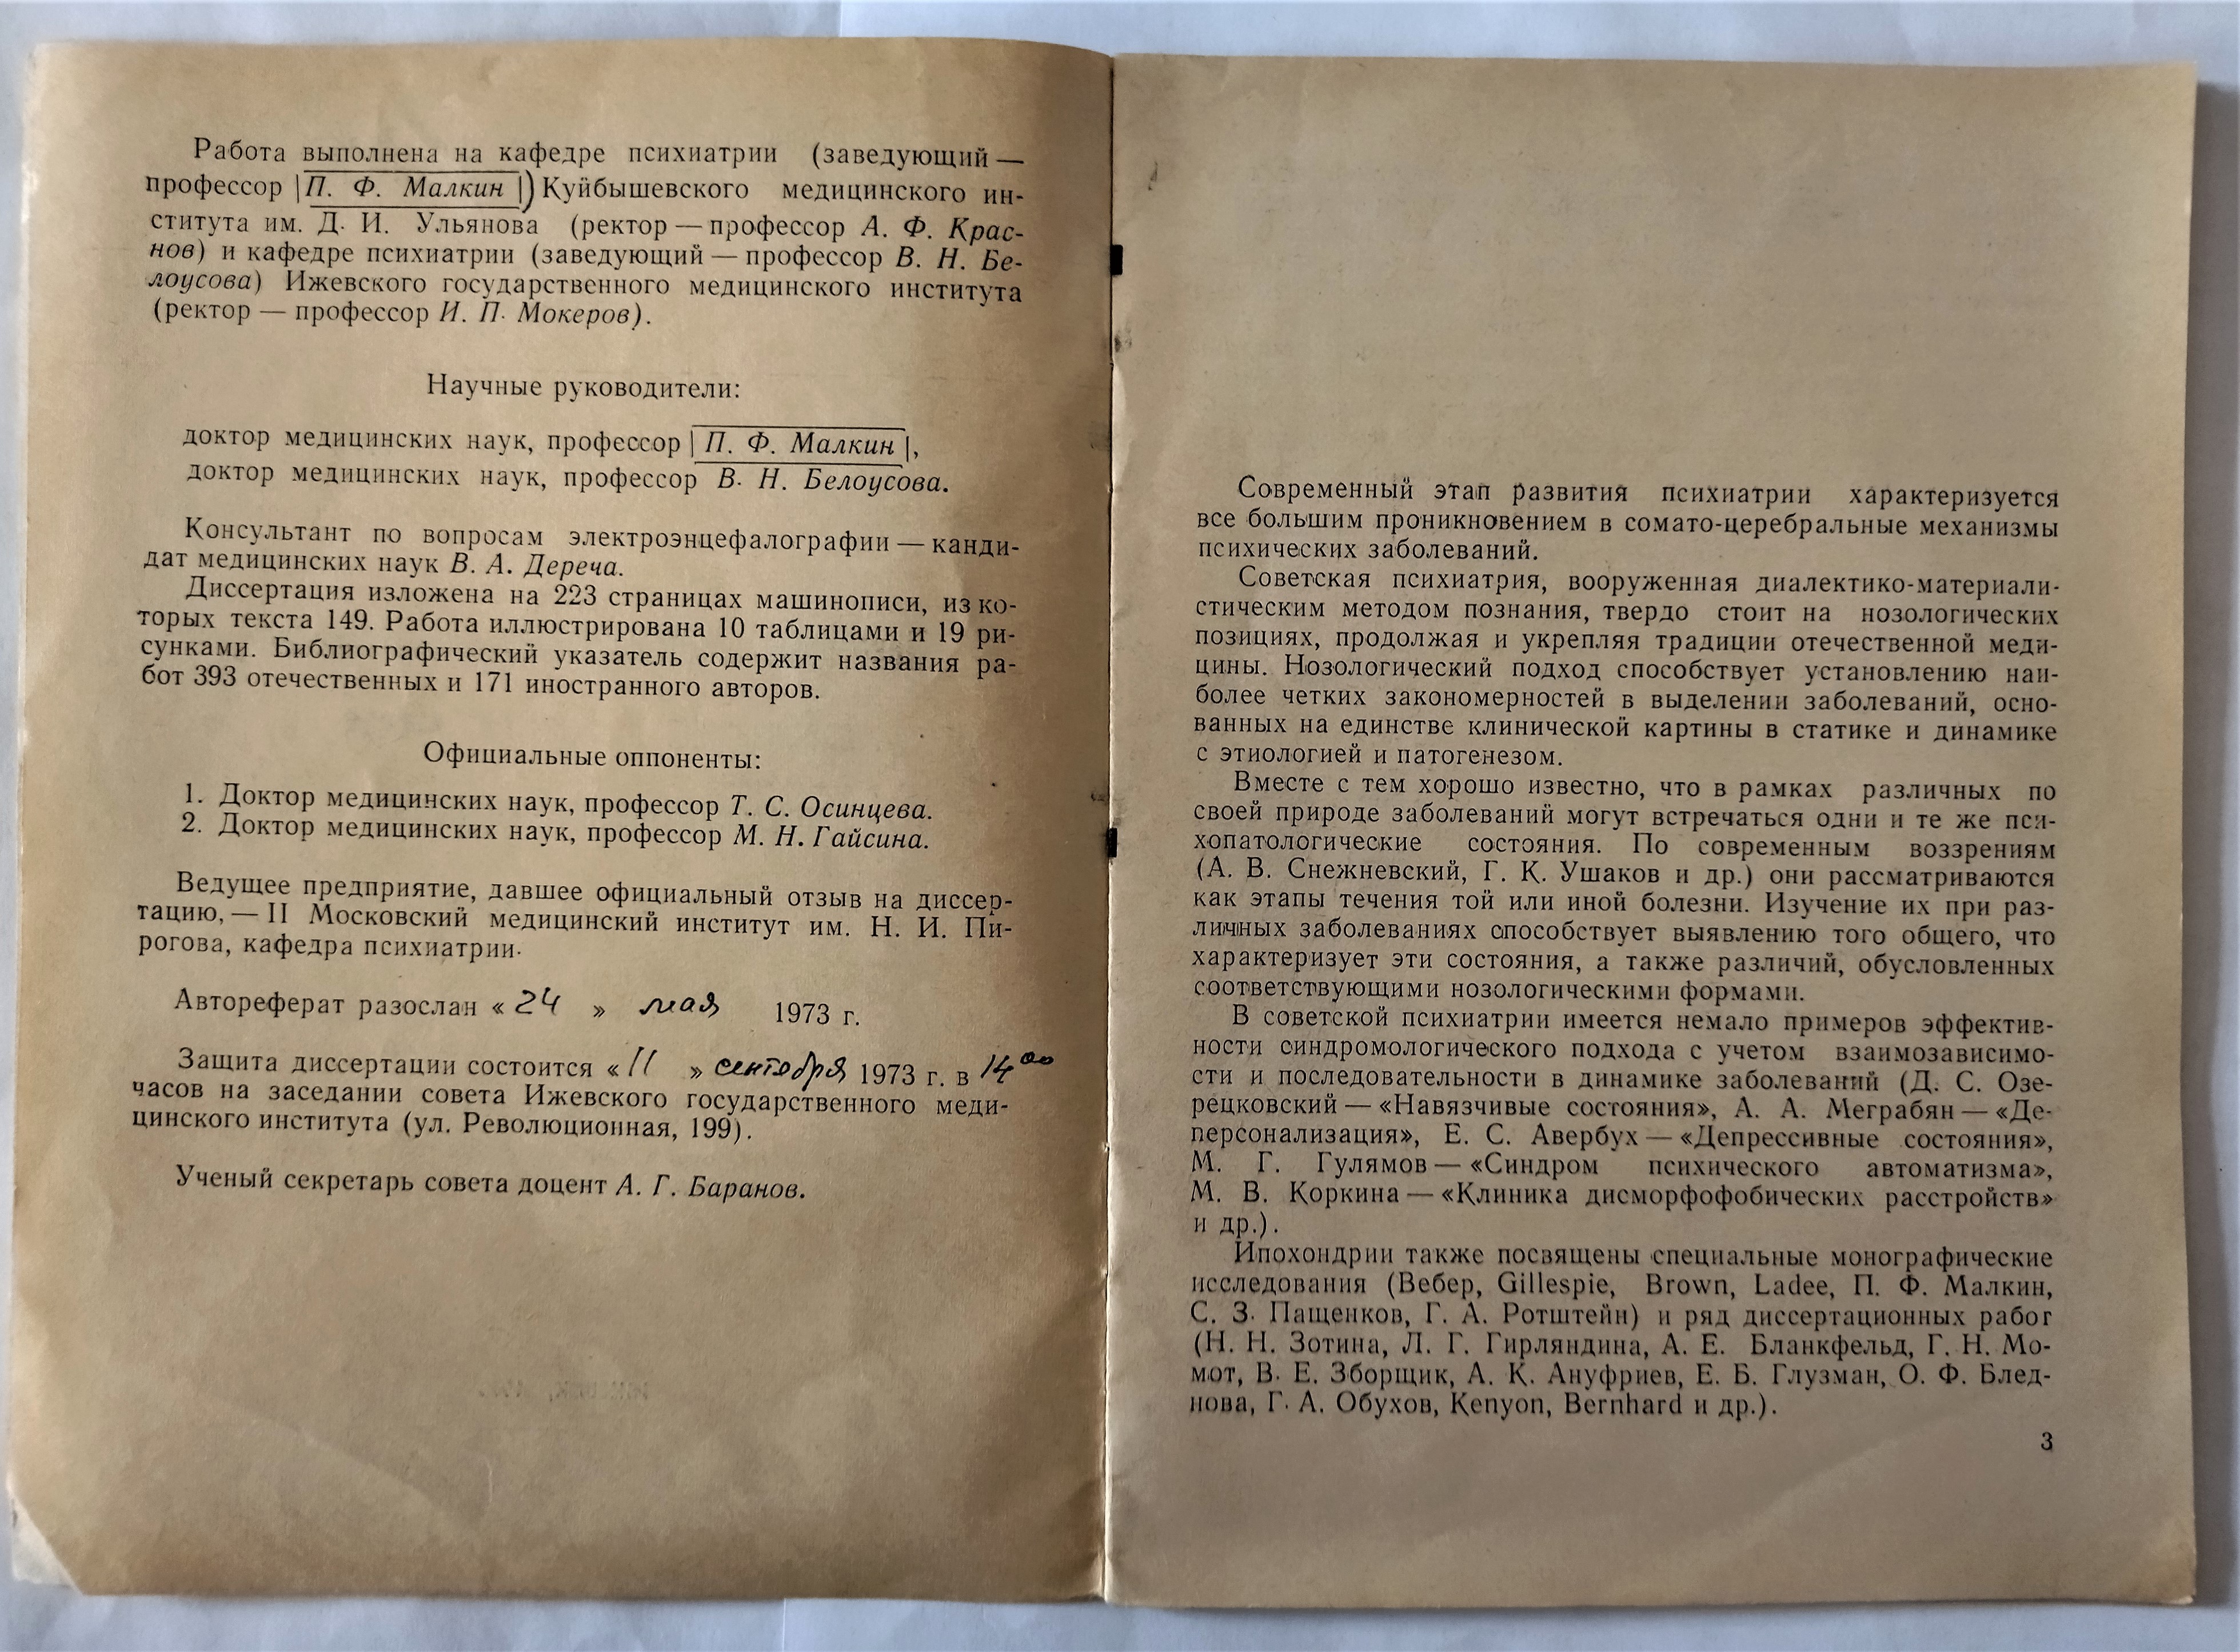 Работа выполнена на кафедре психиатрии (заведующий —
профессор |П. Ф. Малкин|) Куйбышевского медицинского ин-
ститута им. Д. И. Ульянова (ректор — профессор А. Ф. Крас-
нов) и кафедре психиатрии (заведующий — профессор В. Н. Бе-
лоусова) Ижевского государственного медицинского института
(ректор — профессор И. П. Мокеров).
Научные руководители:
доктор медицинских наук, профессор |П. Ф. Малкин|,
доктор медицинских наук, профессор В. Н. Белоусова.
Консультант по вопросам электроэнцефалографии — канди-
дат медицинских наук В. А. Дереча.
Диссертация изложена на 223 страницах машинописи, из ко-
торых текста 149. Работа иллюстрирована 10 таблицами и 19 ри-
сунками. Библиографический указатель содержит названия ра-
бот 393 отечественных и 171 иностранного авторов.
Официальные оппоненты:
1. Доктор медицинских наук, профессор Т. С. Осинцева.
2. Доктор медицинских наук, профессор М. Н. Гайсина.
Ведущее предприятие, давшее официальный отзыв на диссер-
тацию, — II Московский медицинский институт им. Н. И. Пи-
рогова, кафедра психиатрии.
Автореферат разослан « 24 » мая 1973 г.
Защита диссертации состоится « 11 » сентября 1973 г. в 14 00
часов на заседании совета Ижевского государственного меди-
цинского института (ул. Революционная, 199).
Ученый секретарь совета доцент А. Г. Баранов.
Современный этап развития психиатрии характеризуется
все большим проникновением в сомато-церебральные механизмы
психических заболеваний.
Советская психиатрия, вооруженная диалектико-материали-
стическим методом познания, твердо стоит на нозологических
позициях, продолжая и укрепляя традиции отечественной меди-
цины. Нозологический подход способствует установлению наи-
более четких закономерностей в выделении заболеваний, осно-
ванных на единстве клинической картины в статике и динамике
с этиологией и патогенезом.
Вместе с тем хорошо известно, что в рамках различных по
своей природе заболеваний могут встречаться одни и те же пси-
хопатологические состояния. По современным воззрениям
(А. В. Снежневский, Г. К. Ушаков и др.) они рассматриваются
как этапы течения той или иной болезни. Изучение их при раз-
личных заболеваниях способствует выявлению того общего, что
характеризует эти состояния, а также различий, обусловленных
соответствующими нозологическими формами.
В советской психиатрии имеется немало примеров эффектив-
ности синдромологического подхода с учетом взаимозависимо-
сти и последовательности в динамике заболеваний (Д. С. Озе-
рецковский — «Навязчивые состояния», А. А. Меграбян — «Де-
персонализация», Е. С. Авербух — «Депрессивные состояния»,
М. Г. Гулямов — «Синдром психического автоматизма»,
М. В. Коркина — «Клиника дисморфофобических расстройств»
и др.).
Ипохондрии также посвящены специальные монографические
исследования (Вебер, Gillespie, Brown, Ladee, П. Ф. Малкин,
С. З. Пащенков, Г. А. Ротштейн) и ряд диссертационных работ
(Н. Н. Зотина, Л. Г. Гирляндина, А. Е. Бланкфельд, Г. Н. Мо-
мот, В. Е. Зборщик, А. К. Ануфриев, Е. Б. Глузман, О. Ф. Блед-
нова, Г. А. Обухов, Kenyon, Bernhard и др.).
3